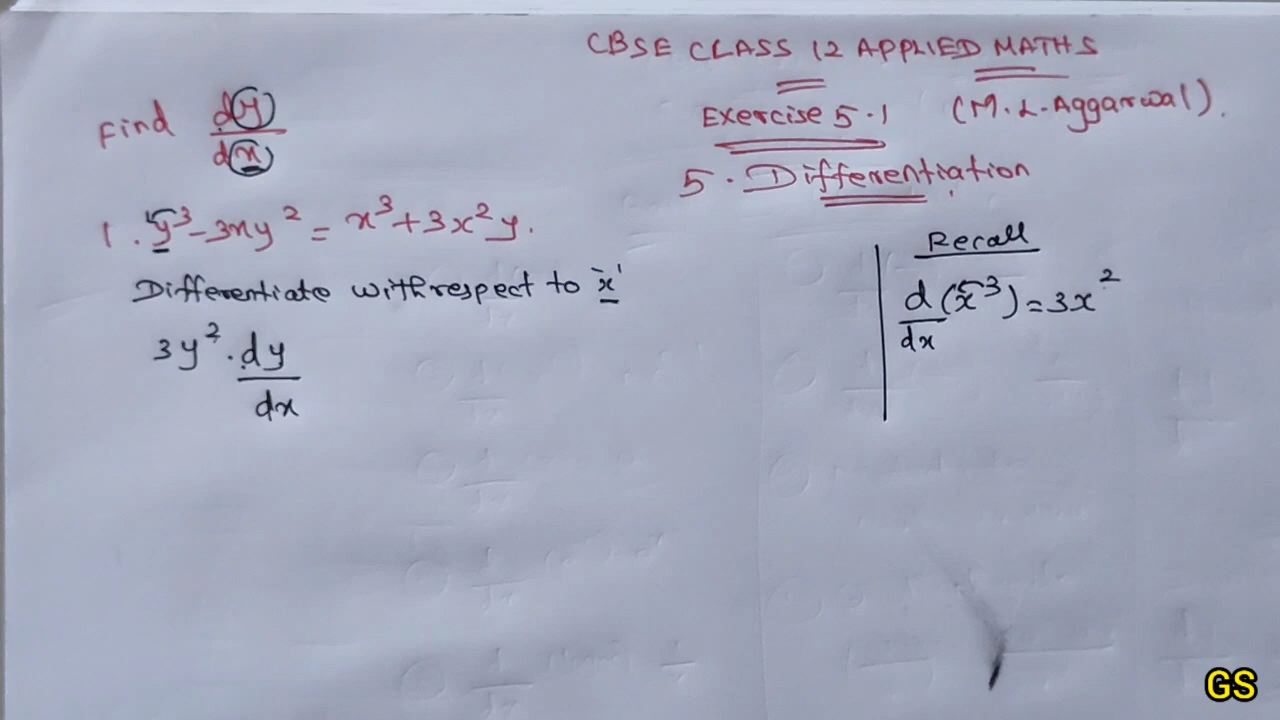 CBSE CLASS 12 APPLIED MATHS
Exercise 5.1 (M.L.Aggarwal).
5. Differentiation
Find dy/dx
1. y³-3xy² = x³+3x²y.
Differentiate with respect to 'x'
3y². dy/dx
Recall
d/dx (x³) = 3x²
GS